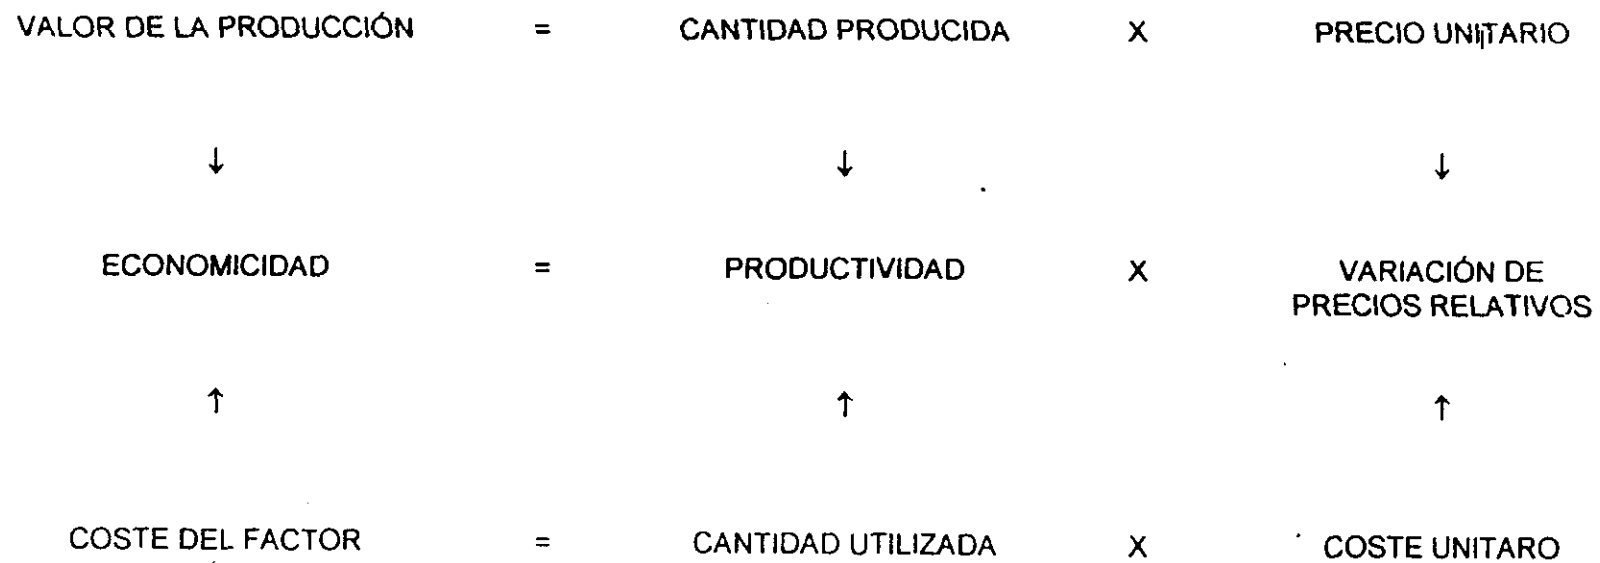 VALOR DE LA PRODUCCIÓN = CANTIDAD PRODUCIDA X PRECIO UNITARIO
↓ ↓ ↓
ECONOMICIDAD = PRODUCTIVIDAD X VARIACIÓN DE
PRECIOS RELATIVOS
↑ ↑ ↑
COSTE DEL FACTOR = CANTIDAD UTILIZADA X COSTE UNITARO